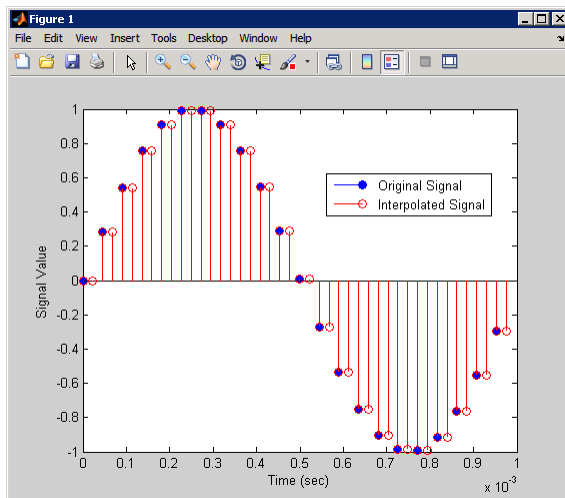 Figure 1
File Edit View Insert Tools Desktop Window Help
1
0.8
0.6
0.4
0.2
0
-0.2
-0.4
-0.6
-0.8
-1
Signal Value
Original Signal
Interpolated Signal
0 0.1 0.2 0.3 0.4 0.5 0.6 0.7 0.8 0.9 1
Time (sec)
x 10^-3